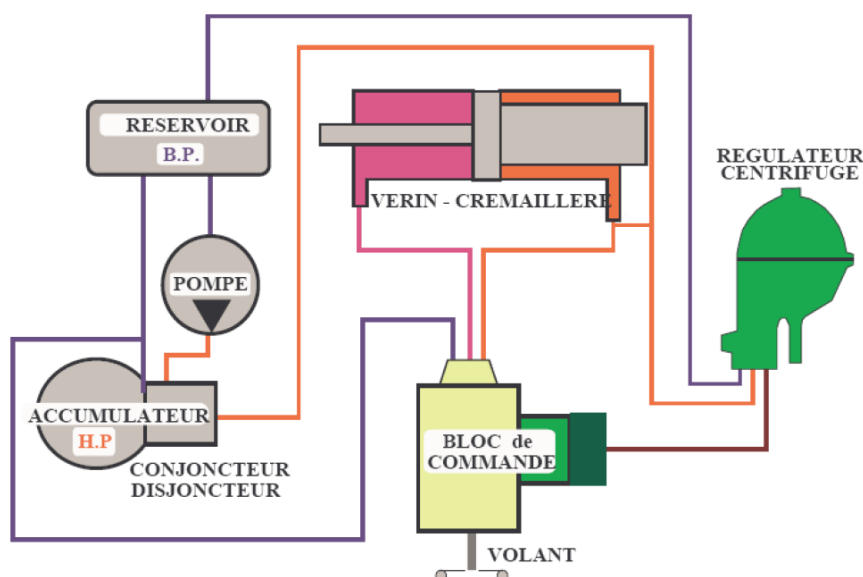 RESERVOIR
B.P.
VERIN - CREMAILLERE
REGULATEUR
CENTRIFUGE
POMPE
ACCUMULATEUR
H.P
CONJONCTEUR
DISJONCTEUR
BLOC de
COMMANDE
VOLANT